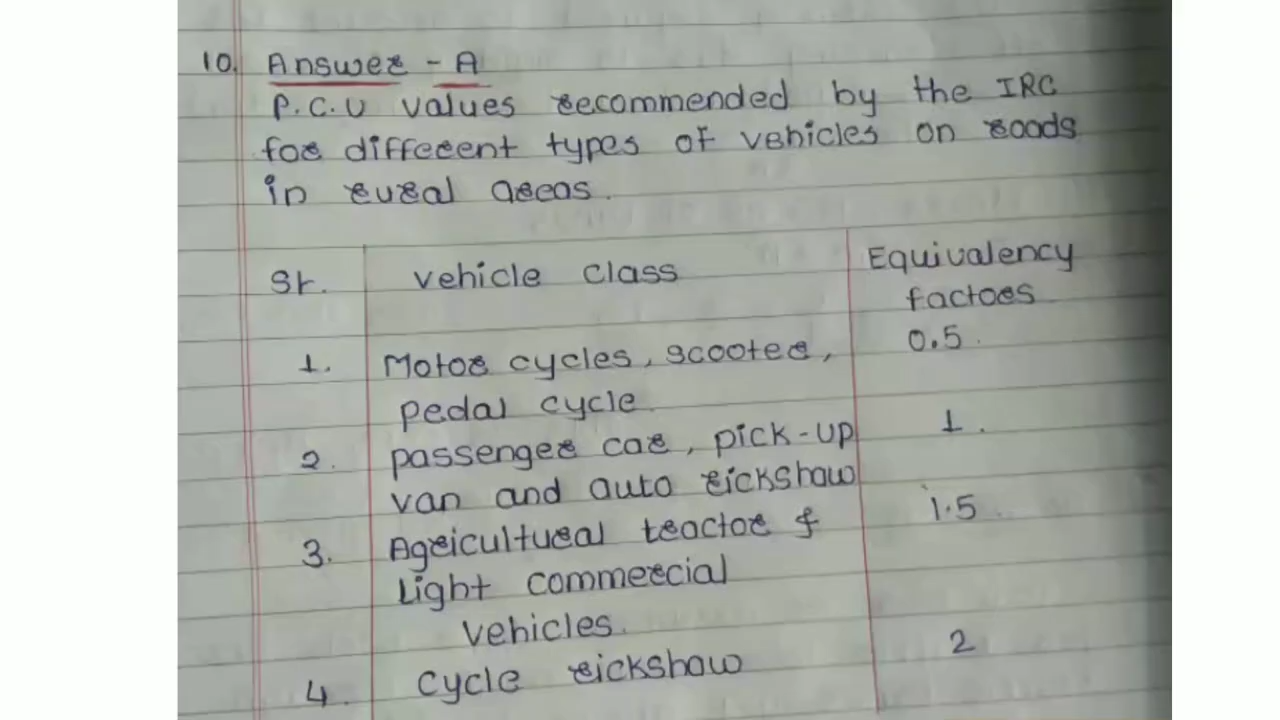 10. Answer - A
P.C.U values recommended by the IRC
for different types of vehicles on roods
in rural areas.
Sr. vehicle class Equivalency
factors
1. Motor cycles, scooter, 0.5
pedal cycle
2. passenger car, pick-up 1.
van and auto rickshaw
3. Agricultural tractor & 1.5
Light commercial
vehicles.
4. cycle rickshaw 2